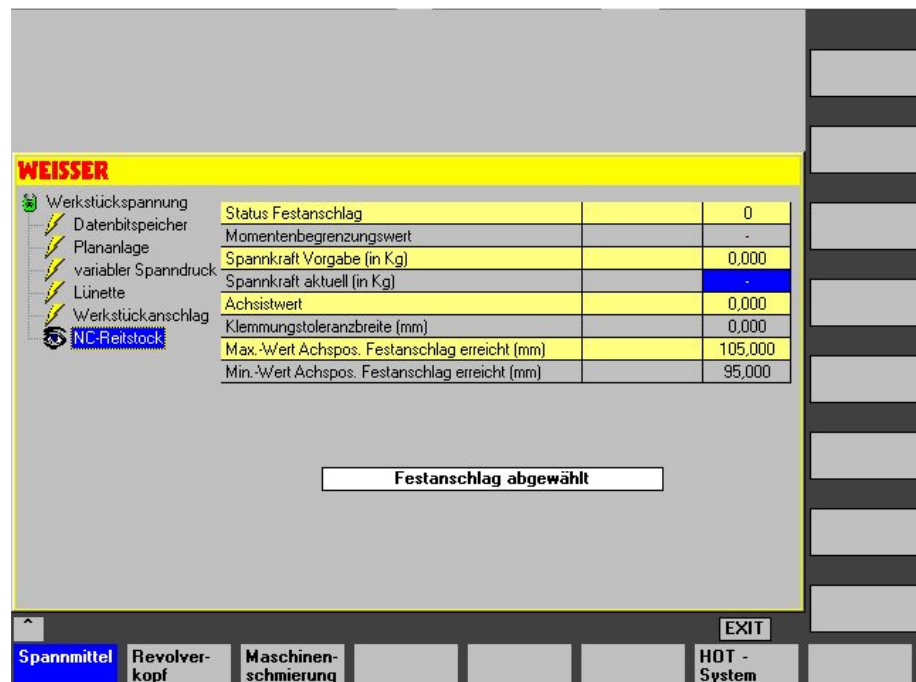 WEISSER
Werkstückspannung
Datenbitspeicher
Plananlage
variabler Spanndruck
Lünette
Werkstückanschlag
NC-Reitstock
Status Festanschlag 0
Momentenbegrenzungswert -
Spannkraft Vorgabe (in Kg) 0,000
Spannkraft aktuell (in Kg) -
Achsistwert 0,000
Klemmungstoleranzbreite (mm) 0,000
Max.-Wert Achspos. Festanschlag erreicht (mm) 105,000
Min.-Wert Achspos. Festanschlag erreicht (mm) 95,000
Festanschlag abgewählt
^
EXIT
Spannmittel
Revolver-
kopf
Maschinen-
schmierung
HOT -
System